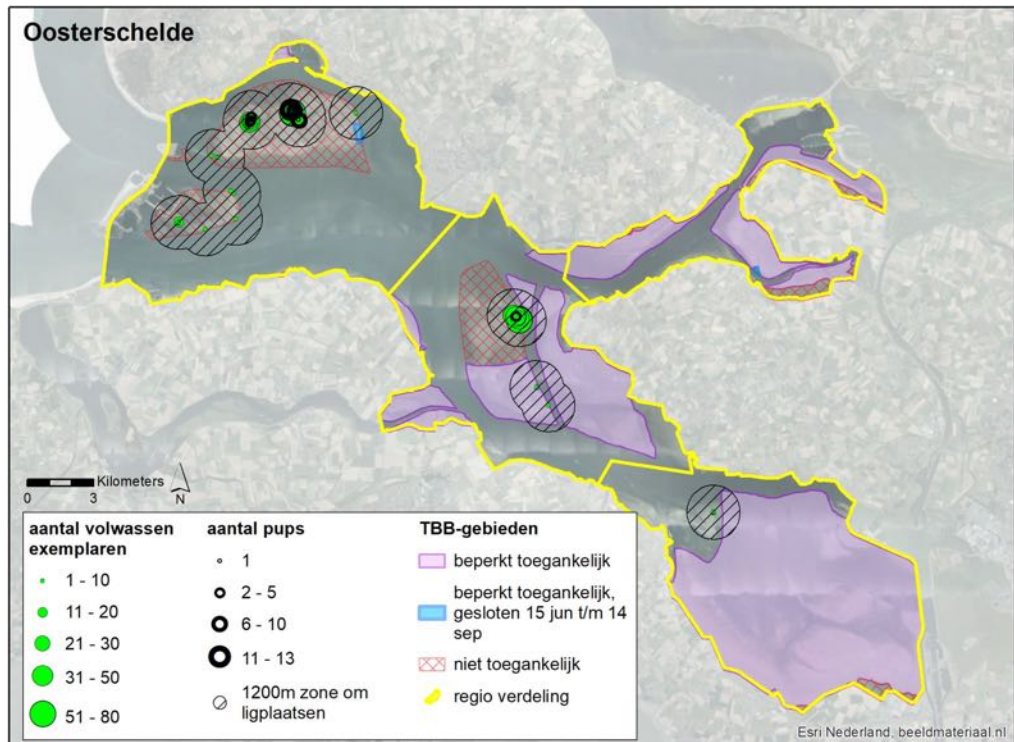 Oosterschelde
Kilometers
0 3
N
aantal volwassen
exemplaren
1 - 10
11 - 20
21 - 30
31 - 50
51 - 80
aantal pups
1
2 - 5
6 - 10
11 - 13
1200m zone om
ligplaatsen
TBB-gebieden
beperkt toegankelijk
beperkt toegankelijk,
gesloten 15 jun t/m 14
sep
niet toegankelijk
regio verdeling
Esri Nederland, beeldmateriaal.nl